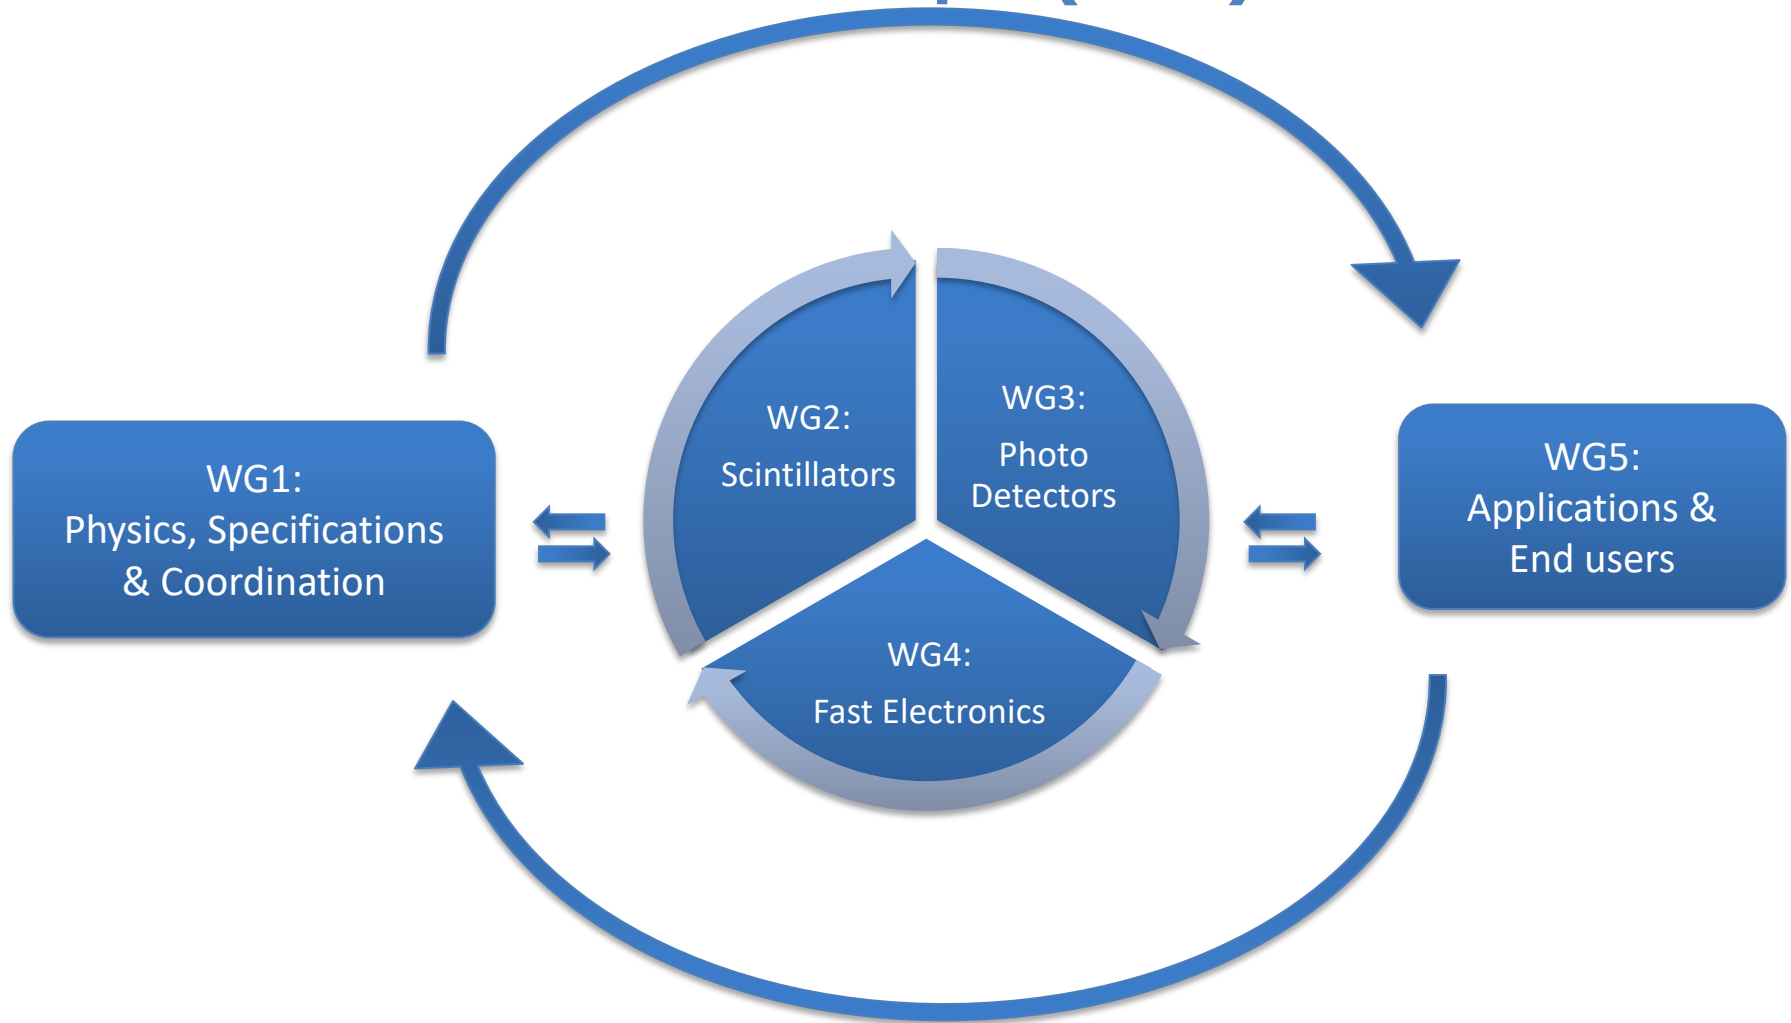 WG1:
Physics, Specifications
& Coordination
WG2:
Scintillators
WG3:
Photo
Detectors
WG4:
Fast Electronics
WG5:
Applications &
End users